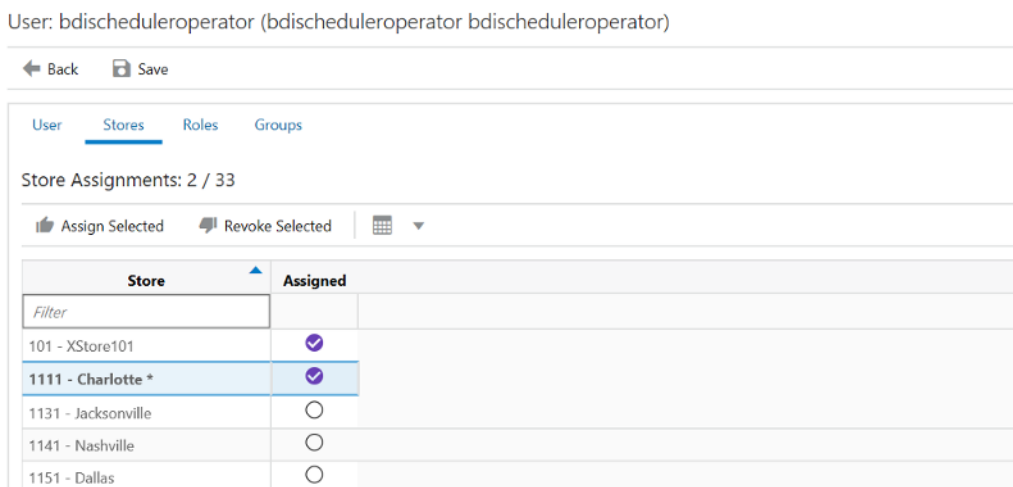 User: bdischeduleroperator (bdischeduleroperator bdischeduleroperator)
Back Save
User Stores Roles Groups
Store Assignments: 2 / 33
Assign Selected Revoke Selected
Store Assigned
Filter
101 - XStore101
1111 - Charlotte *
1131 - Jacksonville
1141 - Nashville
1151 - Dallas